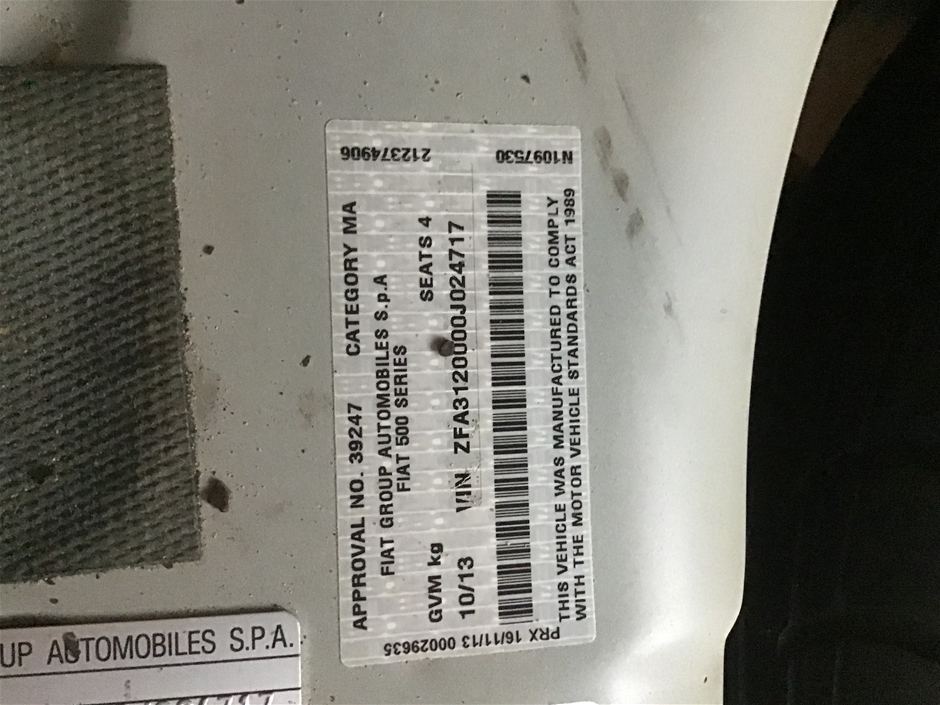 212374906
N1097530
APPROVAL NO. 39247 CATEGORY MA
FIAT GROUP AUTOMOBILES S.p.A
FIAT 500 SERIES
GVM kg SEATS 4
10/13 VIN ZFA3120000J024717
THIS VEHICLE WAS MANUFACTURED TO COMPLY
WITH THE MOTOR VEHICLE STANDARDS ACT 1989
PRX 16/11/13 00029635
UP AUTOMOBILES S.P.A.